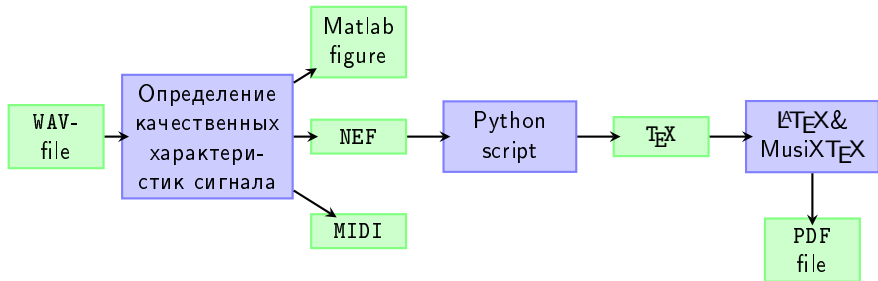 WAV-
file
Определение
качественных
характери-
стик сигнала
Matlab
figure
NEF
MIDI
Python
script
TEX
LATEX&
MusiXTEX
PDF
file